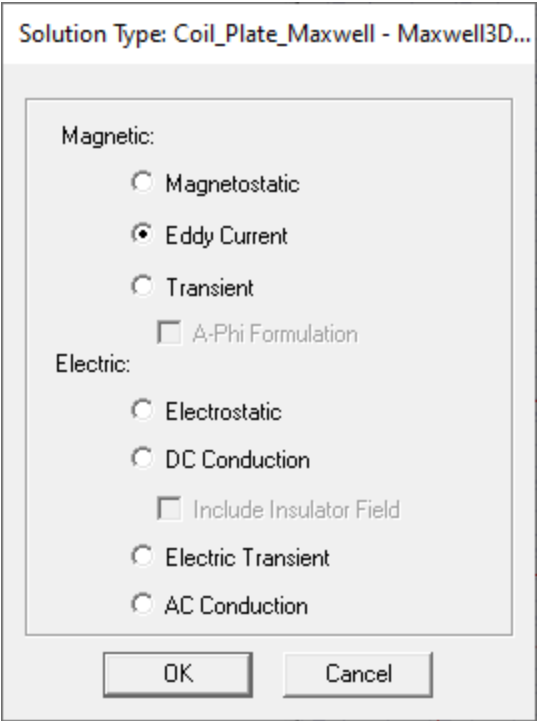 Solution Type: Coil_Plate_Maxwell - Maxwell3D...
Magnetic:
Magnetostatic
Eddy Current
Transient
A-Phi Formulation
Electric:
Electrostatic
DC Conduction
Include Insulator Field
Electric Transient
AC Conduction
OK Cancel